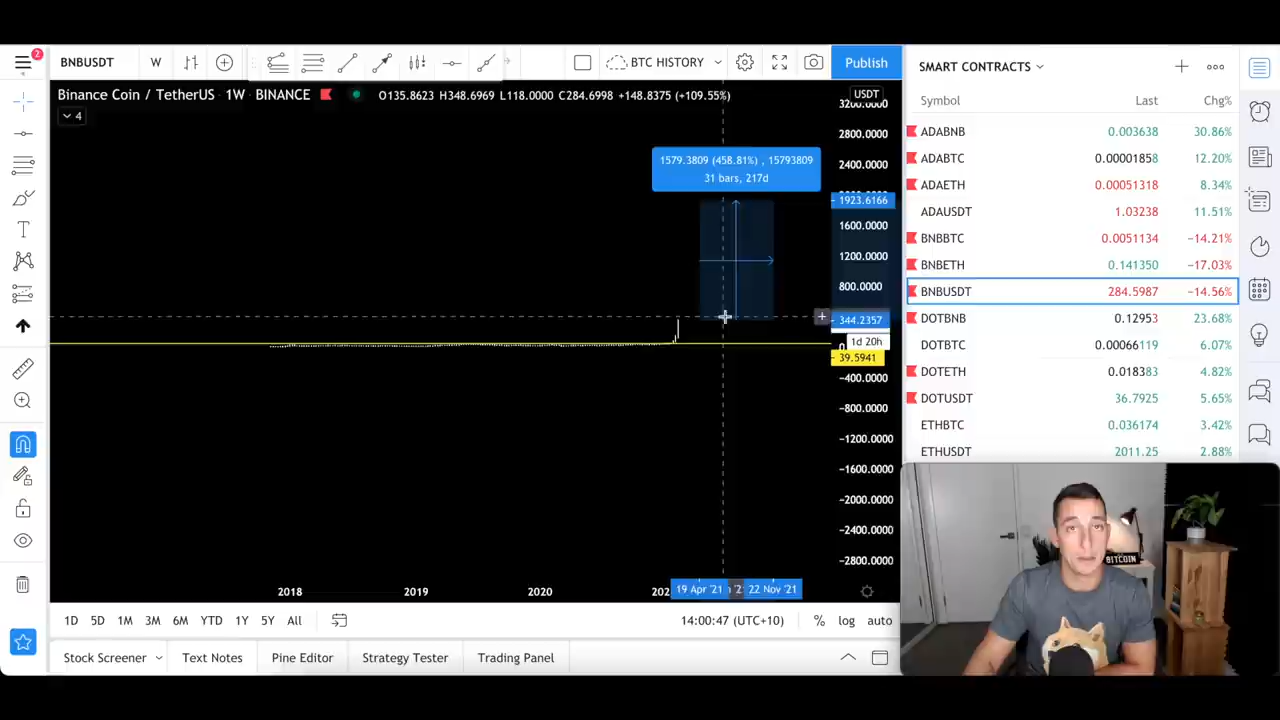 2
BNBUSDT
W
BTC HISTORY
Publish
Binance Coin / TetherUS · 1W · BINANCE
O135.8623 H348.6969 L118.0000 C284.6998 +148.8375 (+109.55%)
4
USDT
3200.0000
2800.0000
2400.0000
1923.6166
1600.0000
1200.0000
800.0000
344.2357
1d 20h
0
39.5941
−400.0000
−800.0000
−1200.0000
−1600.0000
−2000.0000
−2400.0000
−2800.0000
1579.3809 (458.81%) , 15793809
31 bars, 217d
2018
2019
2020
202
19 Apr '21
22 Nov '21
1D 5D 1M 3M 6M YTD 1Y 5Y All
14:00:47 (UTC+10)
% log auto
Stock Screener
Text Notes
Pine Editor
Strategy Tester
Trading Panel
SMART CONTRACTS
Symbol Last Chg%
ADABNB 0.003638 30.86%
ADABTC 0.00001858 12.20%
ADAETH 0.00051318 8.34%
ADAUSDT 1.03238 11.51%
BNBBTC 0.0051134 −14.21%
BNBETH 0.141350 −17.03%
BNBUSDT 284.5987 −14.56%
DOTBNB 0.12953 23.68%
DOTBTC 0.00066119 6.07%
DOTETH 0.018383 4.82%
DOTUSDT 36.7925 5.65%
ETHBTC 0.036174 3.42%
ETHUSDT 2011.25 2.88%
BITCOIN